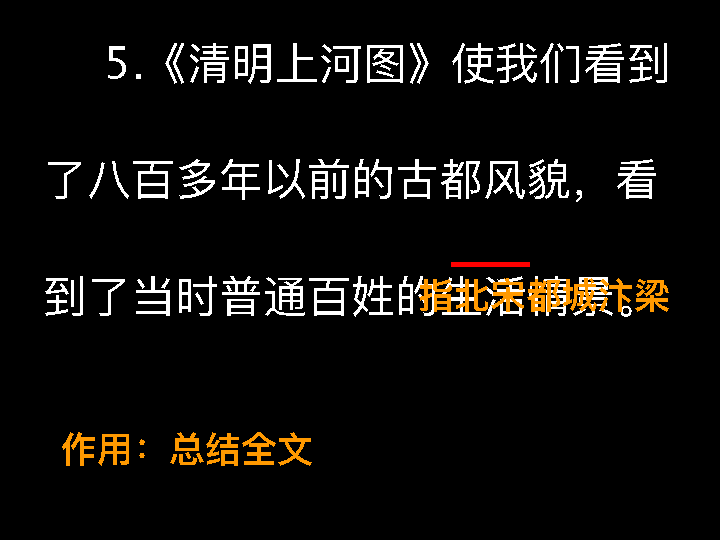 5.《清明上河图》使我们看到
了八百多年以前的古都风貌，看
到了当时普通百姓的生活情景。
指北宋都城汴梁
作用：总结全文